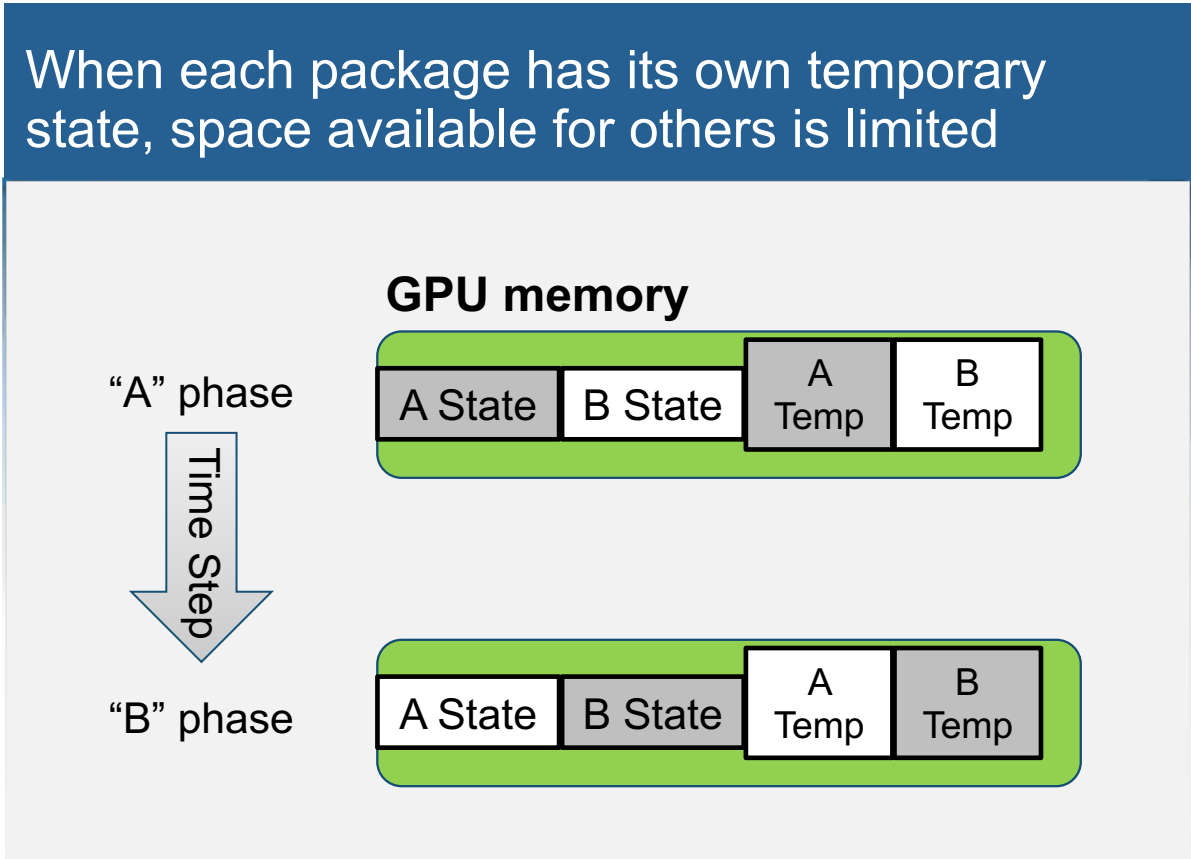 When each package has its own temporary
state, space available for others is limited
GPU memory
“A” phase
A State
B State
A
Temp
B
Temp
Time Step
“B” phase
A State
B State
A
Temp
B
Temp